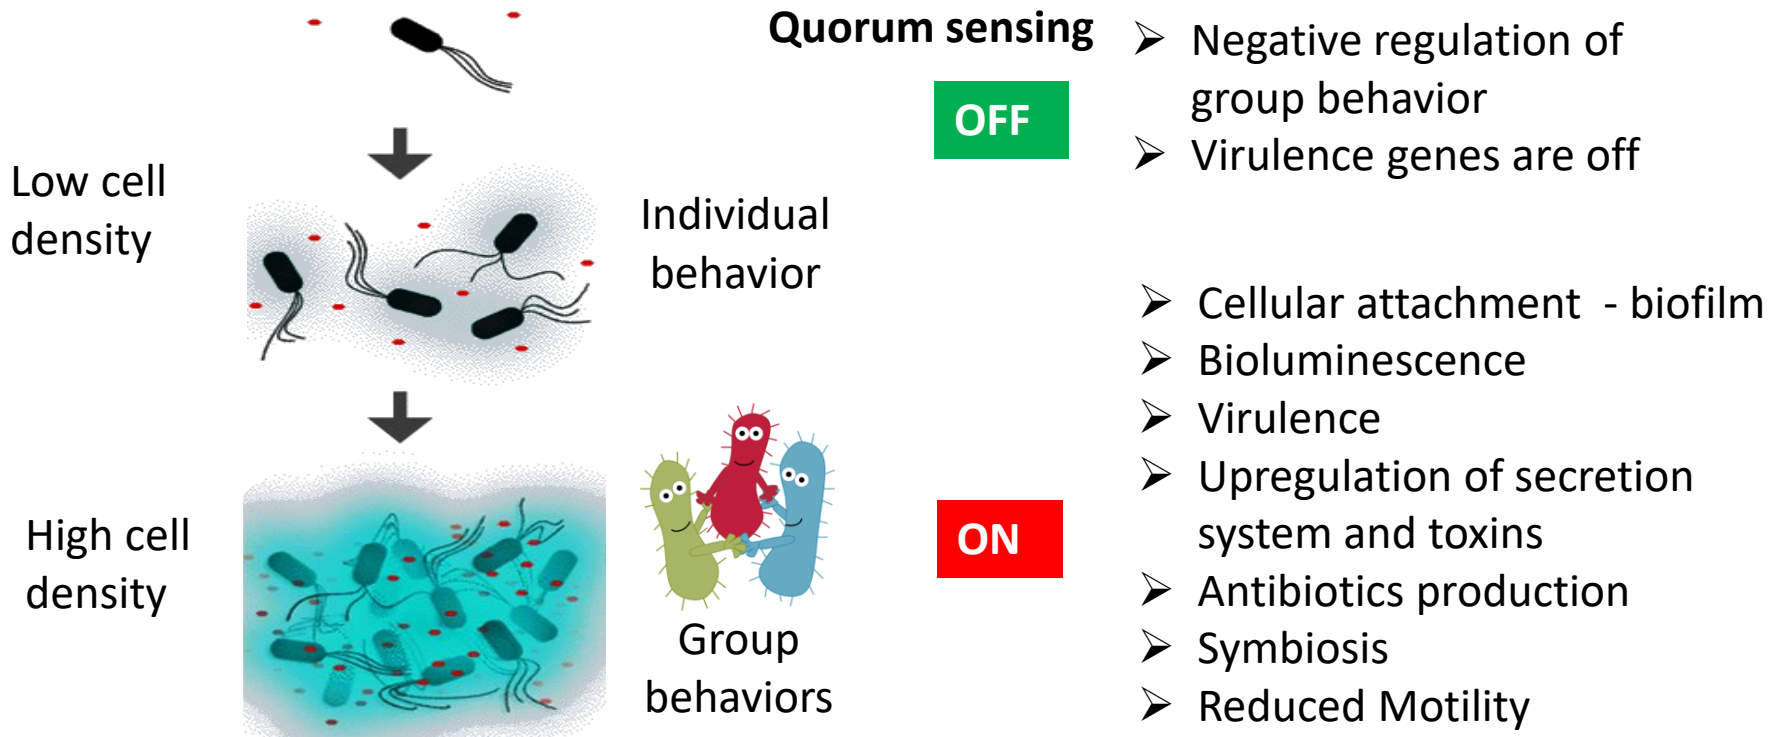 Quorum sensing
OFF
➢ Negative regulation of
group behavior
➢ Virulence genes are off
Low cell
density
Individual
behavior
➢ Cellular attachment  - biofilm
➢ Bioluminescence
➢ Virulence
➢ Upregulation of secretion
system and toxins
➢ Antibiotics production
➢ Symbiosis
➢ Reduced Motility
High cell
density
ON
Group
behaviors